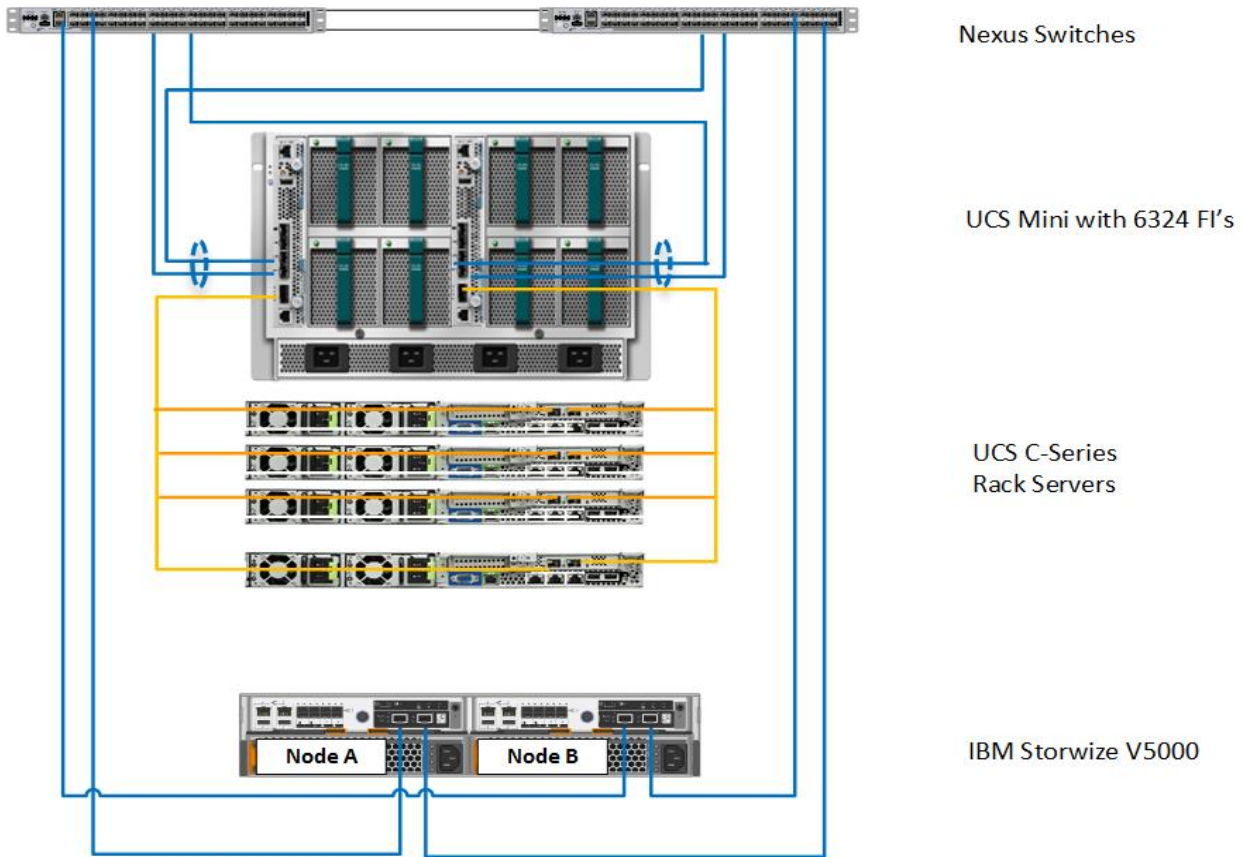 Nexus Switches
UCS Mini with 6324 FI's
UCS C-Series
Rack Servers
Node A
Node B
IBM Storwize V5000